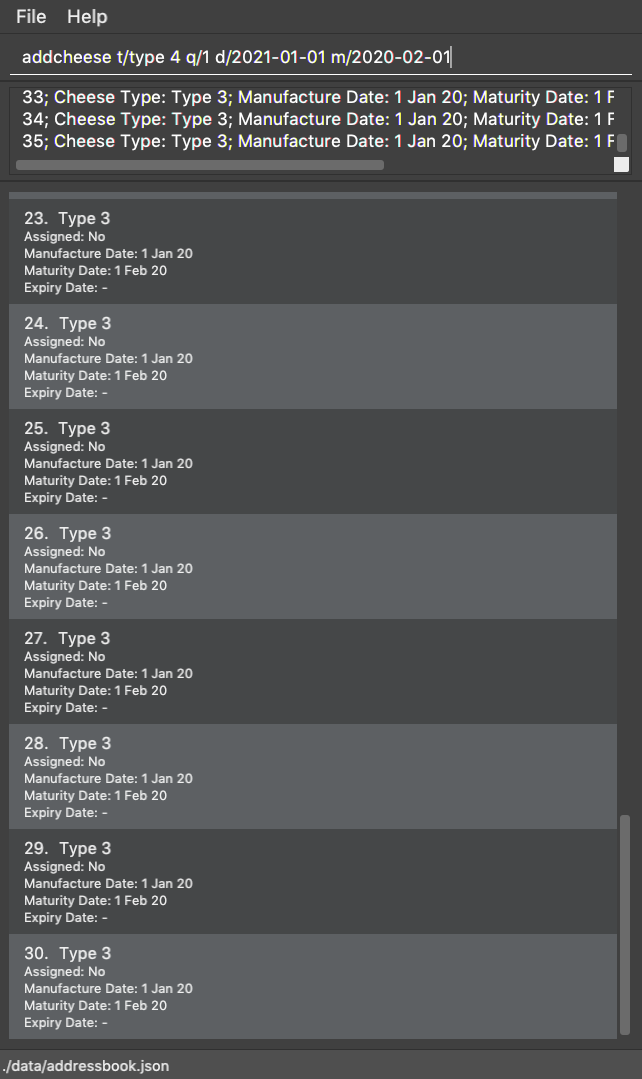 File Help
addcheese t/type 4 q/1 d/2021-01-01 m/2020-02-01
33; Cheese Type: Type 3; Manufacture Date: 1 Jan 20; Maturity Date: 1 F
34; Cheese Type: Type 3; Manufacture Date: 1 Jan 20; Maturity Date: 1 F
35; Cheese Type: Type 3; Manufacture Date: 1 Jan 20; Maturity Date: 1 F
23. Type 3
Assigned: No
Manufacture Date: 1 Jan 20
Maturity Date: 1 Feb 20
Expiry Date: -
24. Type 3
Assigned: No
Manufacture Date: 1 Jan 20
Maturity Date: 1 Feb 20
Expiry Date: -
25. Type 3
Assigned: No
Manufacture Date: 1 Jan 20
Maturity Date: 1 Feb 20
Expiry Date: -
26. Type 3
Assigned: No
Manufacture Date: 1 Jan 20
Maturity Date: 1 Feb 20
Expiry Date: -
27. Type 3
Assigned: No
Manufacture Date: 1 Jan 20
Maturity Date: 1 Feb 20
Expiry Date: -
28. Type 3
Assigned: No
Manufacture Date: 1 Jan 20
Maturity Date: 1 Feb 20
Expiry Date: -
29. Type 3
Assigned: No
Manufacture Date: 1 Jan 20
Maturity Date: 1 Feb 20
Expiry Date: -
30. Type 3
Assigned: No
Manufacture Date: 1 Jan 20
Maturity Date: 1 Feb 20
Expiry Date: -
./data/addressbook.json